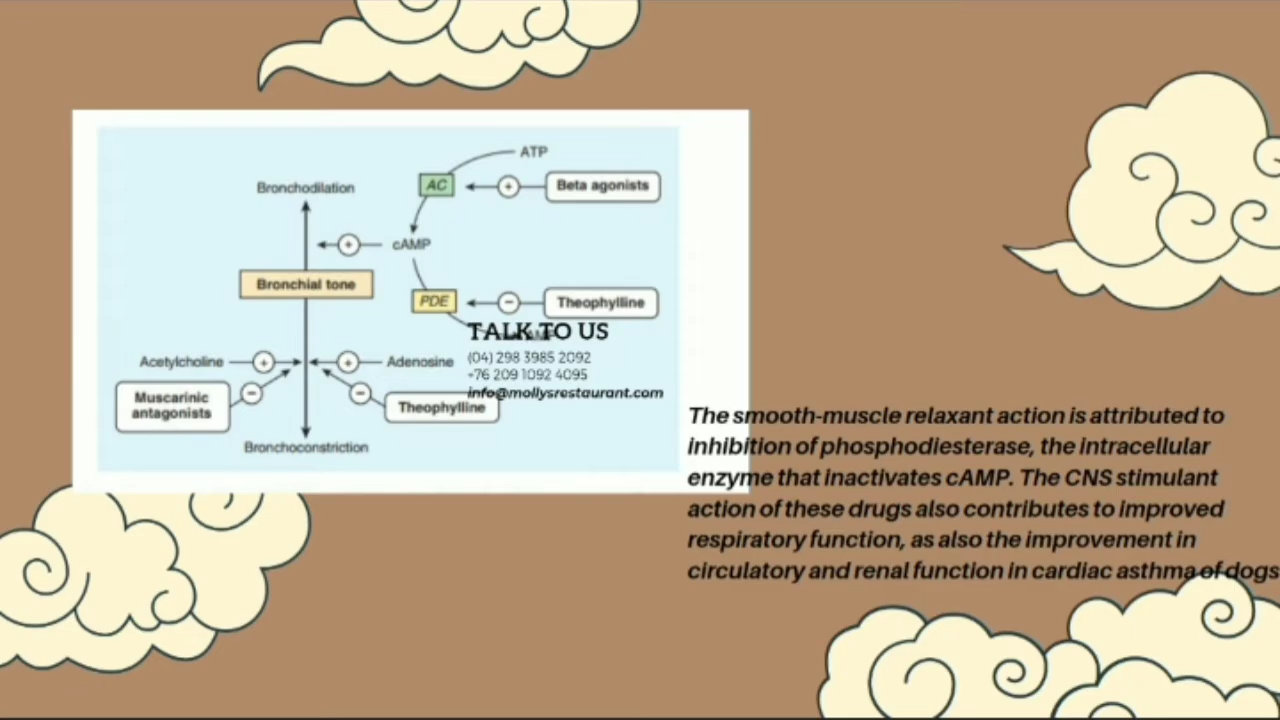 ATP
AC
+
Beta agonists
Bronchodilation
+
cAMP
Bronchial tone
PDE
−
Theophylline
TALK TO US
(04) 298 3985 2092
+76 209 1092 4095
info@mollysrestaurant.com
Acetylcholine
+
+
Adenosine
Muscarinic
antagonists
−
−
Theophylline
Bronchoconstriction
The smooth-muscle relaxant action is attributed to
inhibition of phosphodiesterase, the intracellular
enzyme that inactivates cAMP. The CNS stimulant
action of these drugs also contributes to improved
respiratory function, as also the improvement in
circulatory and renal function in cardiac asthma of dogs